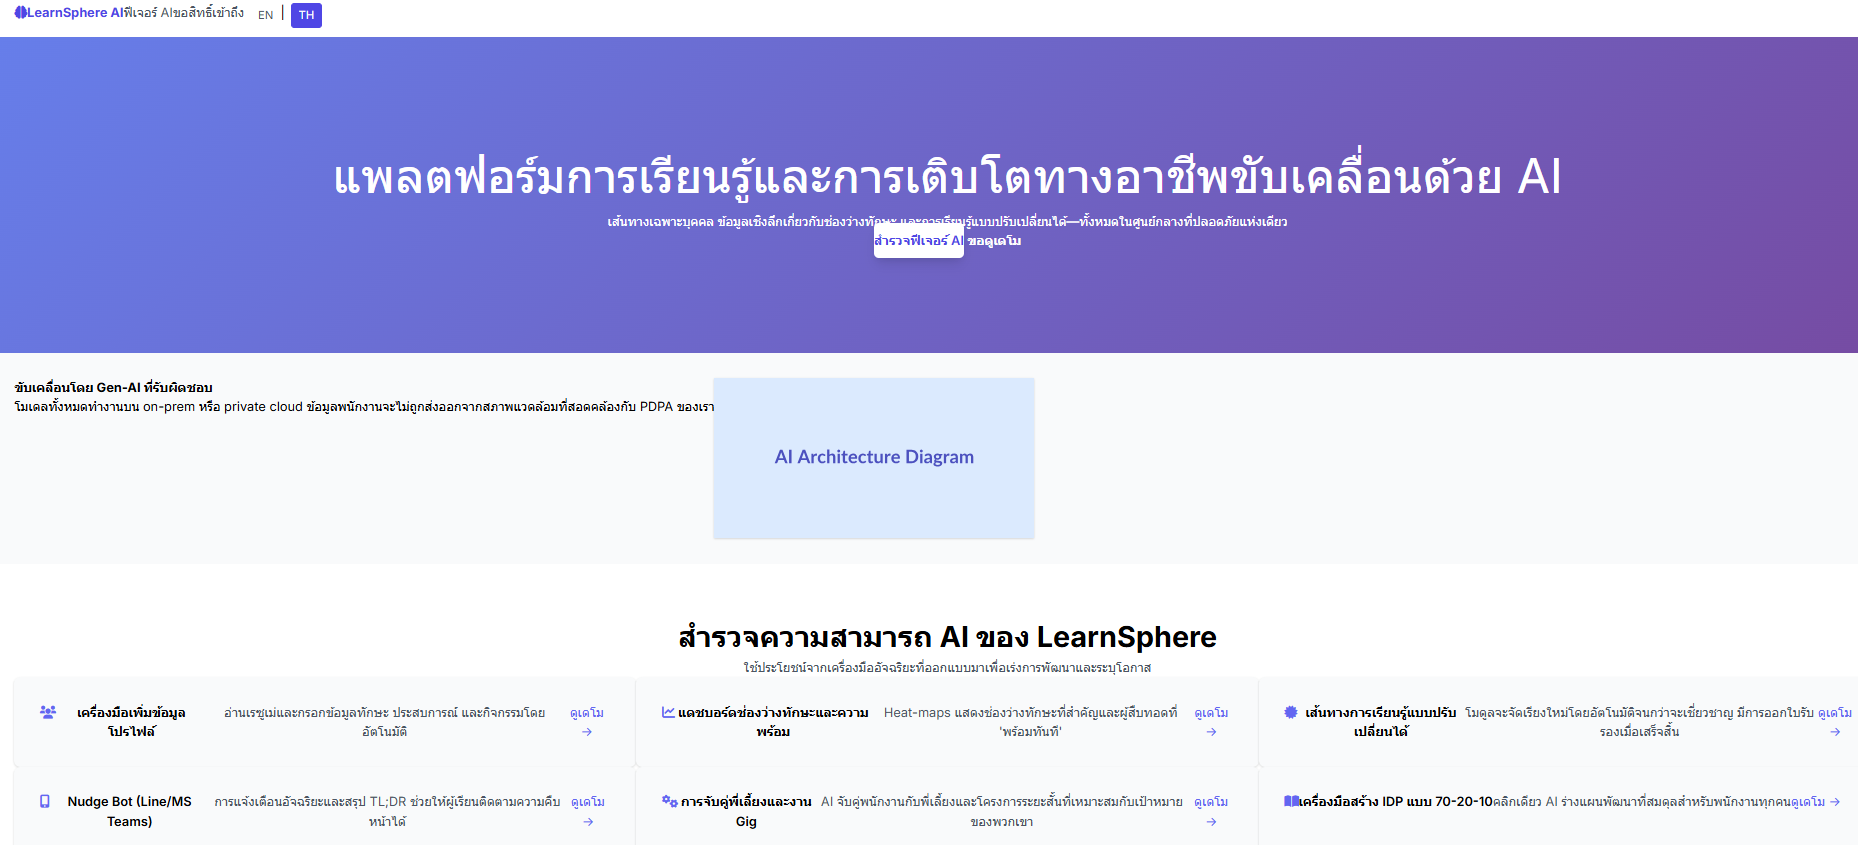 LearnSphere AIฟีเจอร์ AIขอสิทธิ์เข้าถึง EN | TH
แพลตฟอร์มการเรียนรู้และการเติบโตทางอาชีพขับเคลื่อนด้วย AI
เส้นทางเฉพาะบุคคล ข้อมูลเชิงลึกเกี่ยวกับช่องว่างทักษะ และการเรียนรู้แบบปรับเปลี่ยนได้—ทั้งหมดในศูนย์กลางที่ปลอดภัยแห่งเดียว
สำรวจฟีเจอร์ AI ขอดูเดโม
ขับเคลื่อนโดย Gen-AI ที่รับผิดชอบ
โมเดลทั้งหมดทำงานบน on-prem หรือ private cloud ข้อมูลพนักงานจะไม่ถูกส่งออกจากสภาพแวดล้อมที่สอดคล้องกับ PDPA ของเรา
AI Architecture Diagram
สำรวจความสามารถ AI ของ LearnSphere
ใช้ประโยชน์จากเครื่องมืออัจฉริยะที่ออกแบบมาเพื่อเร่งการพัฒนาและระบุโอกาส
เครื่องมือเพิ่มข้อมูล
โปรไฟล์
อ่านเรซูเม่และกรอกข้อมูลทักษะ ประสบการณ์ และกิจกรรมโดย
อัตโนมัติ
ดูเดโม
→
แดชบอร์ดช่องว่างทักษะและความ
พร้อม
Heat-maps แสดงช่องว่างทักษะที่สำคัญและผู้สืบทอดที่
'พร้อมทันที'
ดูเดโม
→
เส้นทางการเรียนรู้แบบปรับ
เปลี่ยนได้
โมดูลจะจัดเรียงใหม่โดยอัตโนมัติจนกว่าจะเชี่ยวชาญ มีการออกใบรับ
รองเมื่อเสร็จสิ้น
ดูเดโม
→
Nudge Bot (Line/MS
Teams)
การแจ้งเตือนอัจฉริยะและสรุป TL;DR ช่วยให้ผู้เรียนติดตามความคืบ
หน้าได้
ดูเดโม
→
การจับคู่พี่เลี้ยงและงาน
Gig
AI จับคู่พนักงานกับพี่เลี้ยงและโครงการระยะสั้นที่เหมาะสมกับเป้าหมาย
ของพวกเขา
ดูเดโม
→
เครื่องมือสร้าง IDP แบบ 70-20-10คลิกเดียว AI ร่างแผนพัฒนาที่สมดุลสำหรับพนักงานทุกคนดูเดโม →